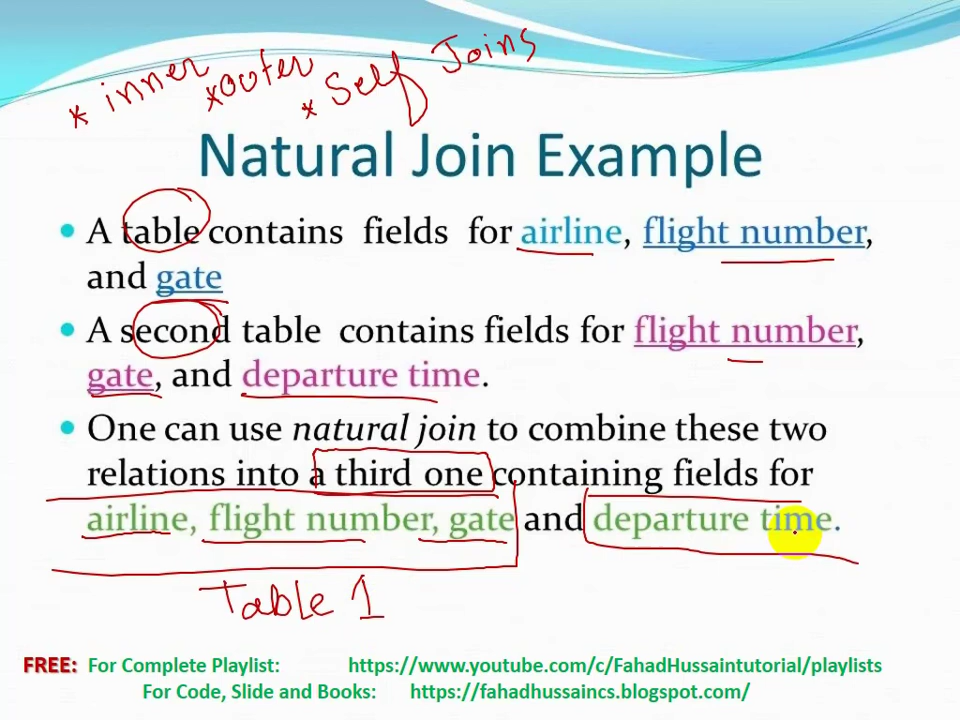 * inner * outer * Self Joins
Natural Join Example
• A table contains fields for airline, flight number,
and gate
• A second table contains fields for flight number,
gate, and departure time.
• One can use natural join to combine these two
relations into a third one containing fields for
airline, flight number, gate and departure time.
Table 1
FREE: For Complete Playlist: https://www.youtube.com/c/FahadHussaintutorial/playlists
For Code, Slide and Books: https://fahadhussaincs.blogspot.com/